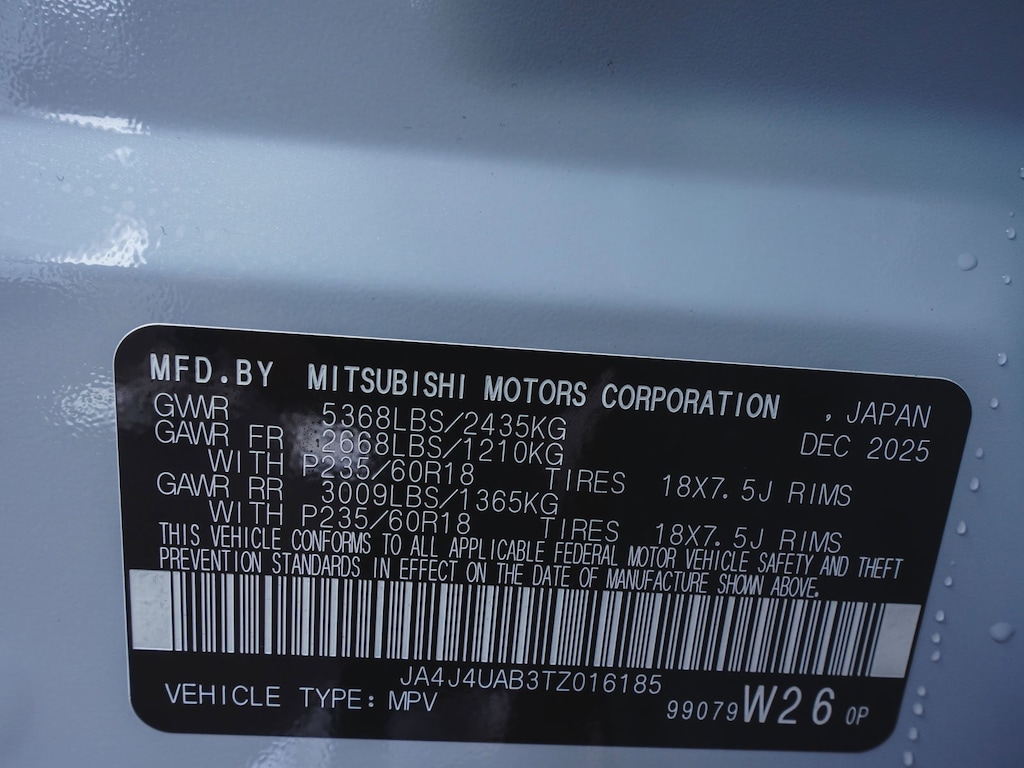 MFD.BY MITSUBISHI MOTORS CORPORATION , JAPAN
GVWR 5368LBS/2435KG DEC 2025
GAWR FR 2668LBS/1210KG
WITH P235/60R18 TIRES 18X7.5J RIMS
GAWR RR 3009LBS/1365KG
WITH P235/60R18 TIRES 18X7.5J RIMS
THIS VEHICLE CONFORMS TO ALL APPLICABLE FEDERAL MOTOR VEHICLE SAFETY AND THEFT
PREVENTION STANDARDS IN EFFECT ON THE DATE OF MANUFACTURE SHOWN ABOVE.
JA4J4UAB3TZ016185
VEHICLE TYPE: MPV 99079 W26 0P